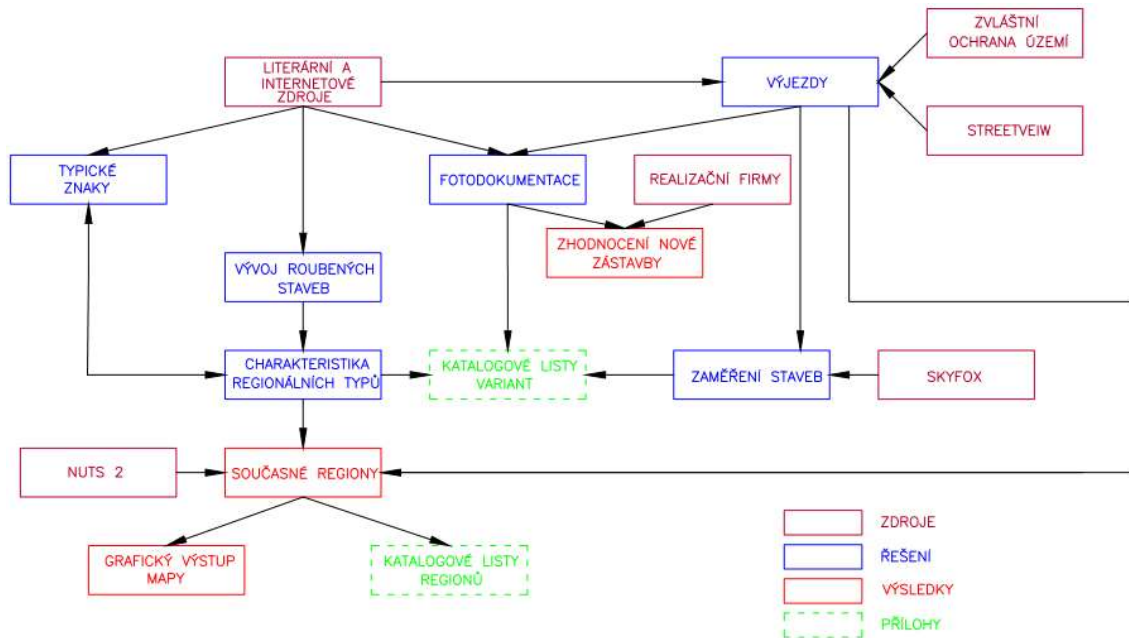 ZVLÁŠTNÍ
OCHRANA ÚZEMÍ
LITERÁRNÍ A
INTERNETOVÉ
ZDROJE
VÝJEZDY
STREETVEIW
TYPICKÉ
ZNAKY
FOTODOKUMENTACE
REALIZAČNÍ FIRMY
ZHODNOCENÍ NOVÉ
ZÁSTAVBY
VÝVOJ ROUBENÝCH
STAVEB
CHARAKTERISTIKA
REGIONÁLNÍCH TYPŮ
KATALOGOVÉ LISTY
VARIANT
ZAMĚŘENÍ STAVEB
SKYFOX
NUTS 2
SOUČASNÉ REGIONY
GRAFICKÝ VÝSTUP
MAPY
KATALOGOVÉ LISTY
REGIONŮ
ZDROJE
ŘEŠENÍ
VÝSLEDKY
PŘÍLOHY